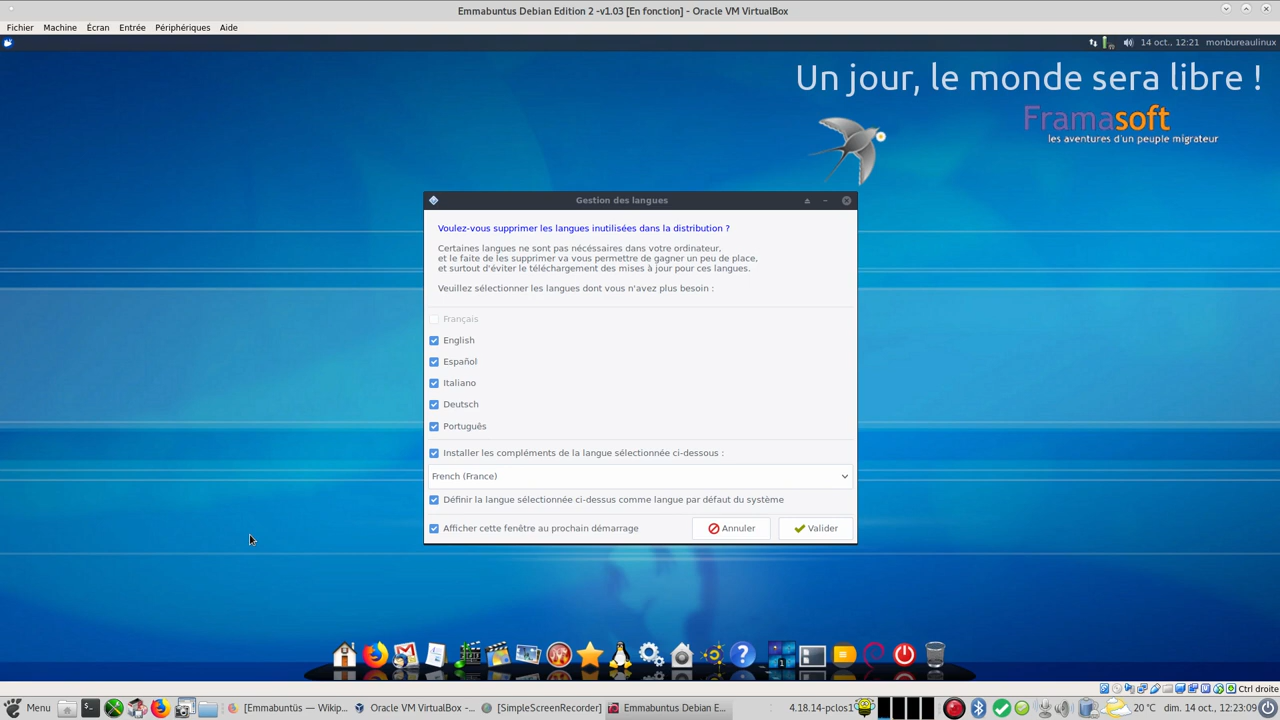 Emmabuntus Debian Edition 2 -v1.03 [En fonction] - Oracle VM VirtualBox
Fichier Machine Écran Entrée Périphériques Aide
14 oct., 12:21 monbureaulinux
Un jour, le monde sera libre !
Framasoft
les aventures d'un peuple migrateur
Gestion des langues
Voulez-vous supprimer les langues inutilisées dans la distribution ?
Certaines langues ne sont pas nécéssaires dans votre ordinateur,
et le faite de les supprimer va vous permettre de gagner un peu de place,
et surtout d'éviter le téléchargement des mises à jour pour ces langues.
Veuillez sélectionner les langues dont vous n'avez plus besoin :
Français
English
Español
Italiano
Deutsch
Português
Installer les compléments de la langue sélectionnée ci-dessous :
French (France)
Définir la langue sélectionnée ci-dessus comme langue par défaut du système
Afficher cette fenêtre au prochain démarrage
Annuler
Valider
1
Ctrl droite
Menu
[Emmabuntüs — Wikip...
Oracle VM VirtualBox -...
[SimpleScreenRecorder]
Emmabuntus Debian E...
4.18.14-pclos1
20 °C
dim. 14 oct., 12:23:09